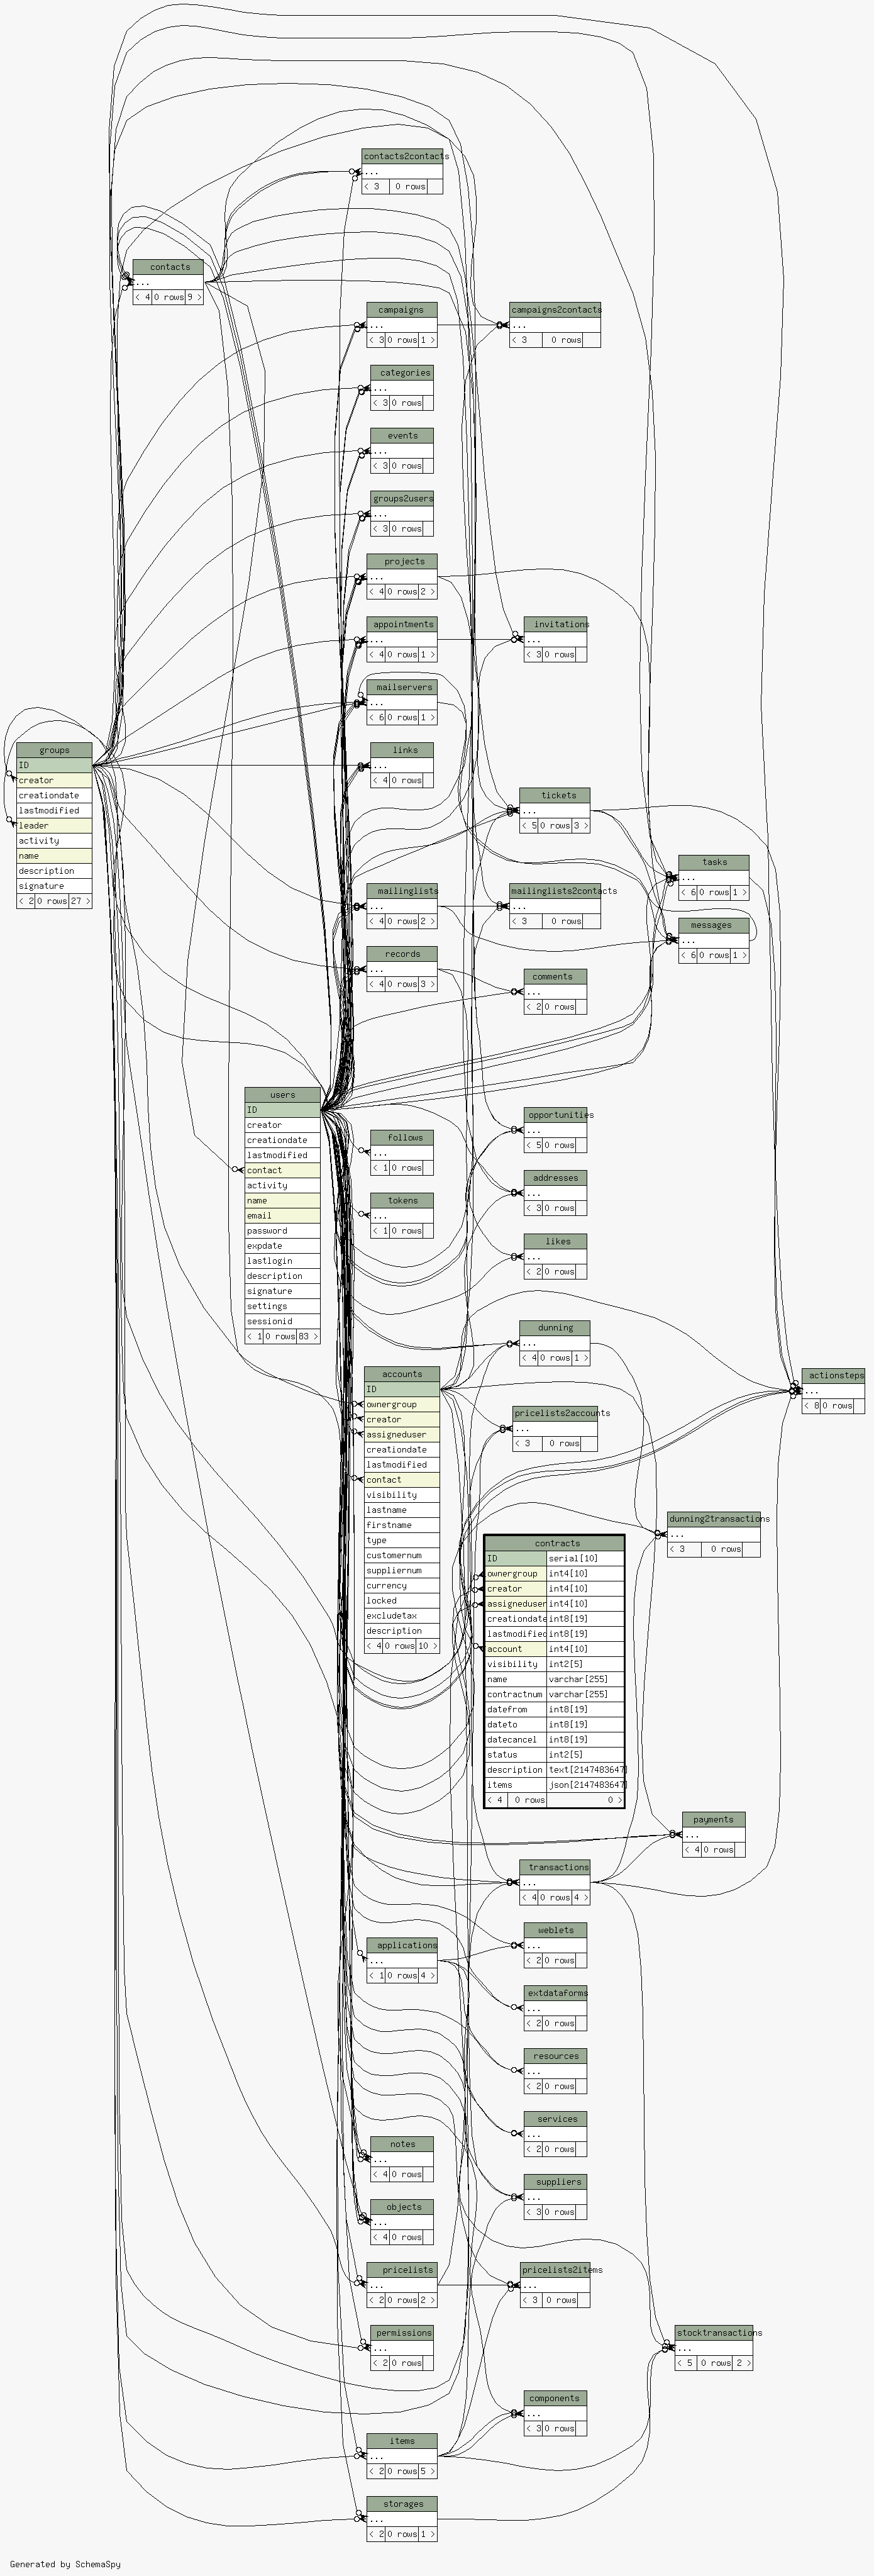 contacts2contacts
...
< 3 0 rows
contacts
...
< 4 0 rows 9 >
campaigns
...
< 3 0 rows 1 >
campaigns2contacts
...
< 3 0 rows
categories
...
< 3 0 rows
events
...
< 3 0 rows
groups2users
...
< 3 0 rows
projects
...
< 4 0 rows 2 >
appointments
...
< 4 0 rows 1 >
invitations
...
< 3 0 rows
mailservers
...
< 6 0 rows 1 >
links
...
< 4 0 rows
groups
ID
creator
creationdate
lastmodified
leader
activity
name
description
signature
< 2 0 rows 27 >
tickets
...
< 5 0 rows 3 >
tasks
...
< 6 0 rows 1 >
mailinglists
...
< 4 0 rows 2 >
mailinglists2contacts
...
< 3 0 rows
messages
...
< 6 0 rows 1 >
records
...
< 4 0 rows 3 >
comments
...
< 2 0 rows
users
ID
creator
creationdate
lastmodified
contact
activity
name
email
password
expdate
lastlogin
description
signature
settings
sessionid
< 1 0 rows 83 >
follows
...
< 1 0 rows
tokens
...
< 1 0 rows
opportunities
...
< 5 0 rows
addresses
...
< 3 0 rows
likes
...
< 2 0 rows
dunning
...
< 4 0 rows 1 >
accounts
ID
ownergroup
creator
assigneduser
creationdate
lastmodified
contact
visibility
lastname
firstname
type
customernum
suppliernum
currency
locked
excludetax
description
< 4 0 rows 10 >
pricelists2accounts
...
< 3 0 rows
actionsteps
...
< 8 0 rows
dunning2transactions
...
< 3 0 rows
contracts
ID serial[10]
ownergroup int4[10]
creator int4[10]
assigneduser int4[10]
creationdate int8[19]
lastmodified int8[19]
account int4[10]
visibility int2[5]
name varchar[255]
contractnum varchar[255]
datefrom int8[19]
dateto int8[19]
datecancel int8[19]
status int2[5]
description text[2147483647]
items json[2147483647]
< 4 0 rows 0 >
payments
...
< 4 0 rows
transactions
...
< 4 0 rows 4 >
weblets
...
< 2 0 rows
applications
...
< 1 0 rows 4 >
extdataforms
...
< 2 0 rows
resources
...
< 2 0 rows
services
...
< 2 0 rows
notes
...
< 4 0 rows
suppliers
...
< 3 0 rows
objects
...
< 4 0 rows
pricelists
...
< 2 0 rows 2 >
pricelists2items
...
< 3 0 rows
permissions
...
< 2 0 rows
stocktransactions
...
< 5 0 rows 2 >
components
...
< 3 0 rows
items
...
< 2 0 rows 5 >
storages
...
< 2 0 rows 1 >
Generated by SchemaSpy